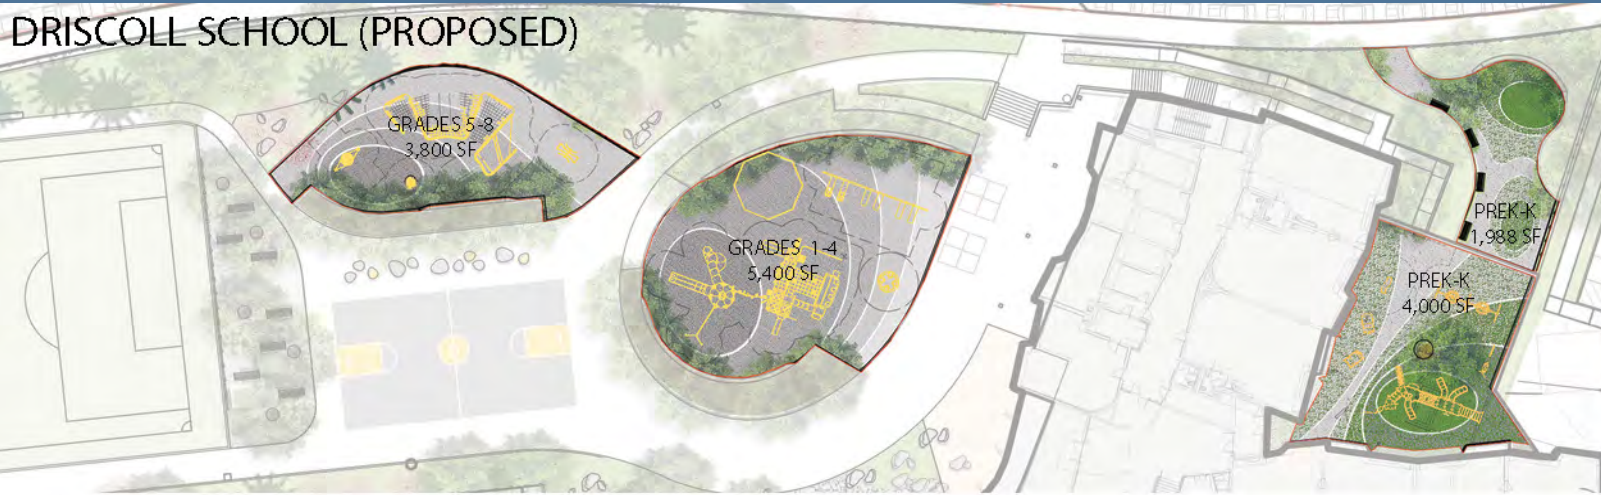 DRISCOLL SCHOOL (PROPOSED)
GRADES 5-8
3,800 SF
GRADES 1-4
5,400 SF
PREK-K
1,988 SF
PREK-K
4,000 SF